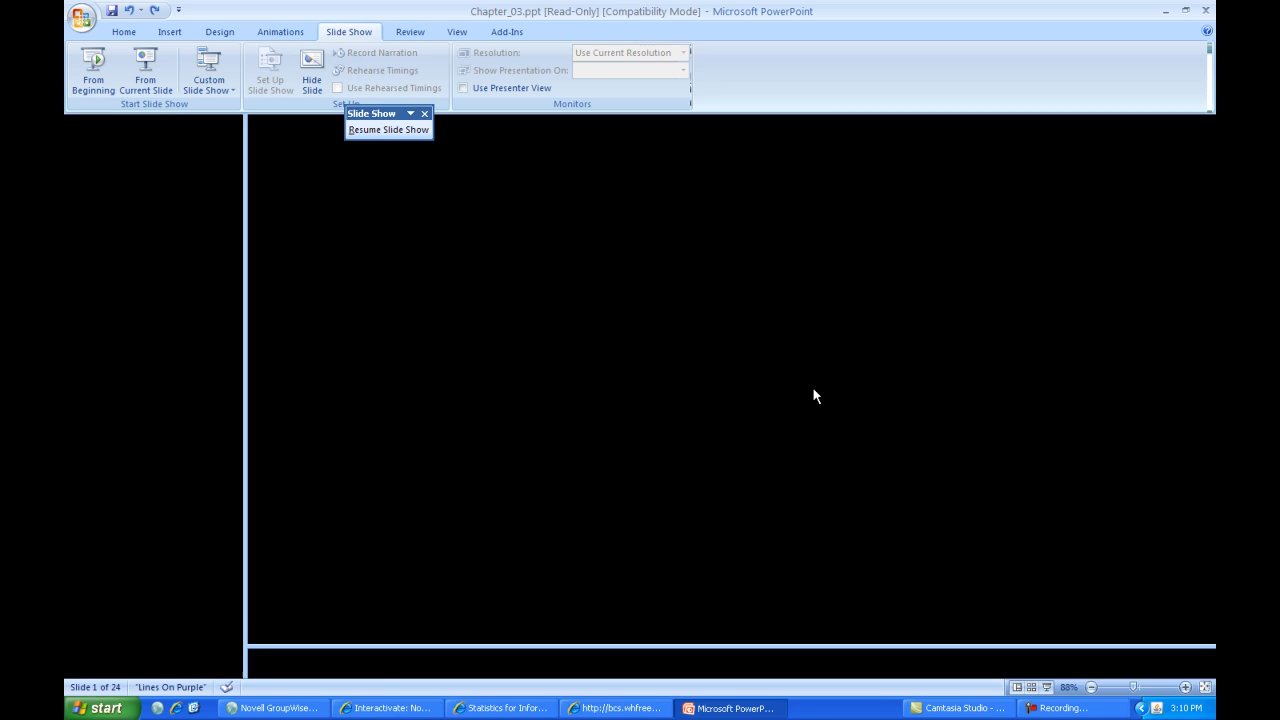 Chapter_03.ppt [Read-Only] [Compatibility Mode] - Microsoft PowerPoint
Home Insert Design Animations Slide Show Review View Add-Ins
From Beginning
From Current Slide
Custom Slide Show
Set Up Slide Show
Hide Slide
Record Narration
Rehearse Timings
Use Rehearsed Timings
Resolution: Use Current Resolution
Show Presentation On:
Use Presenter View
Start Slide Show
Monitors
Slide Show
Resume Slide Show
Slide 1 of 24 "Lines On Purple" 88%
start Novell GroupWise... Interactivate: No... Statistics for Infor... http://bcs.whfree... Microsoft PowerP... Camtasia Studio - ... Recording... 3:10 PM